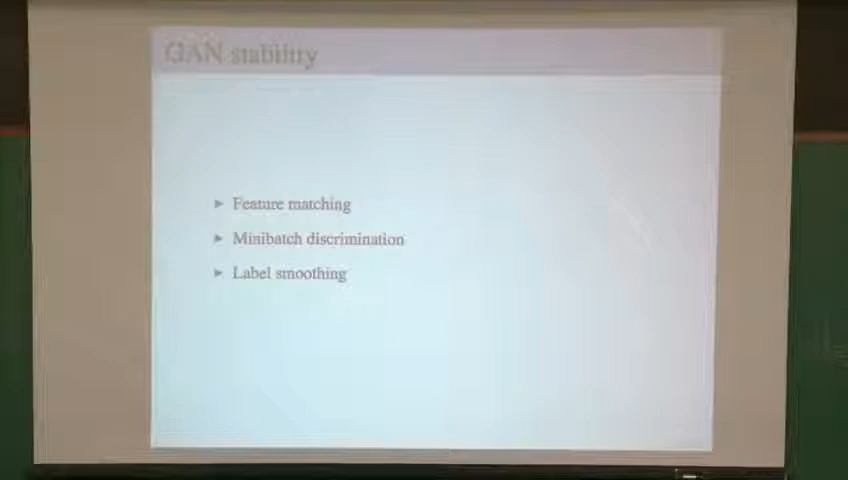 GAN stability
Feature matching
Minibatch discrimination
Label smoothing